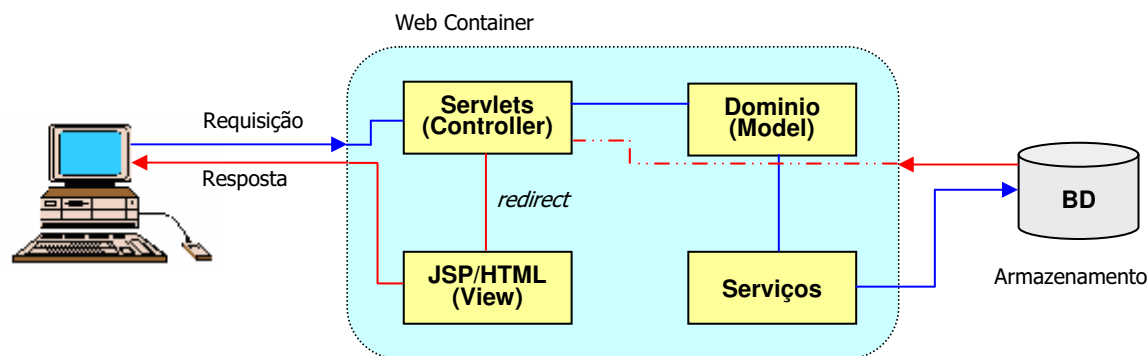 Web Container
Requisição
Resposta
Servlets
(Controller)
Dominio
(Model)
redirect
JSP/HTML
(View)
Serviços
BD
Armazenamento